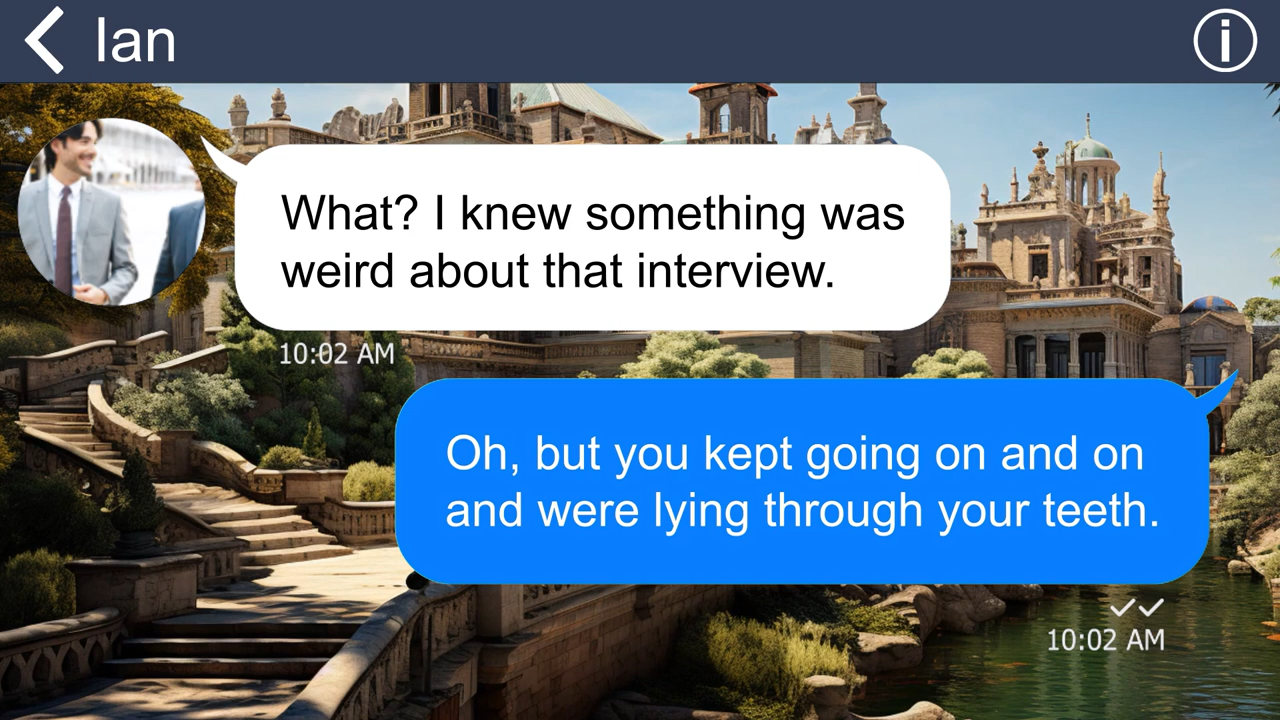 Ian
What? I knew something was
weird about that interview.
10:02 AM
Oh, but you kept going on and on
and were lying through your teeth.
10:02 AM